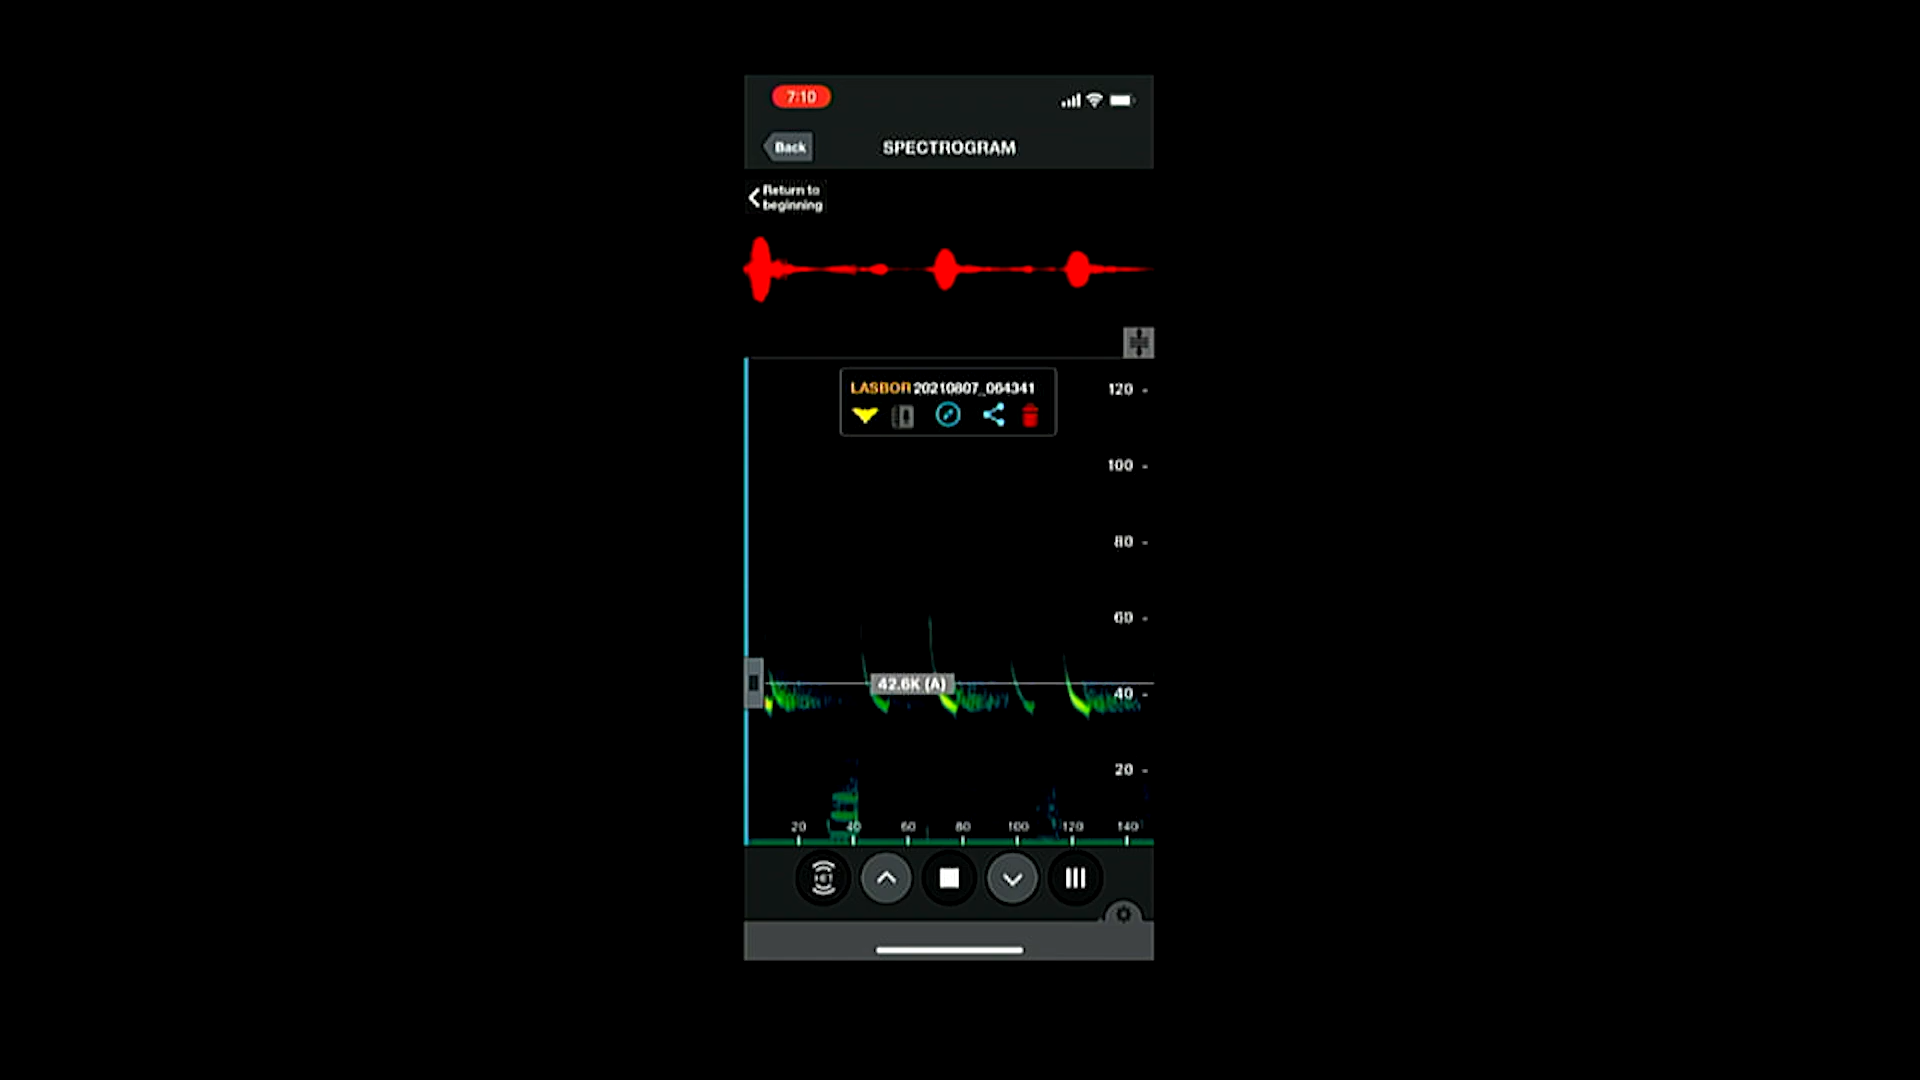 7:10
Back
SPECTROGRAM
Return to
beginning
LASBOR 20210807_064341
120
100
80
60
42.6K (A)
40
20
20 40 60 80 100 120 140